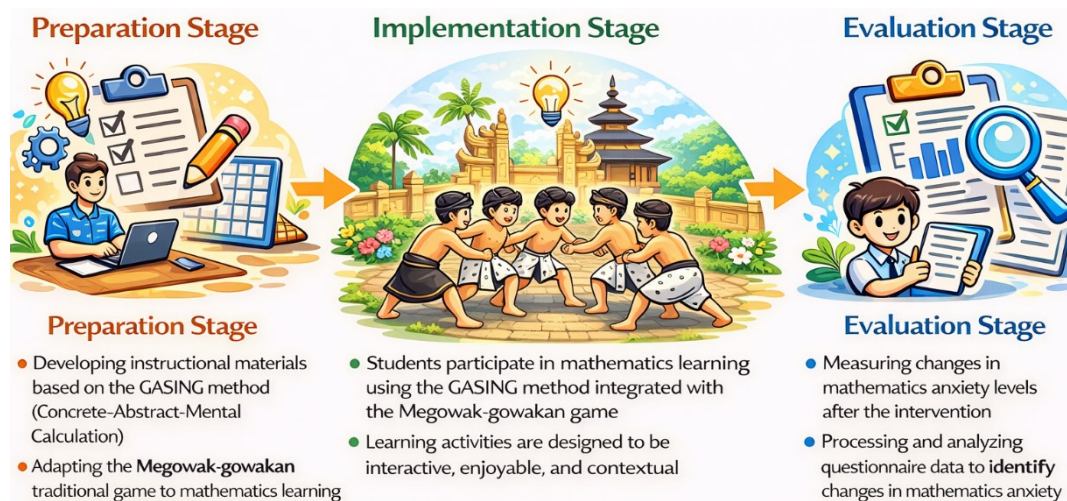 Preparation Stage
Implementation Stage
Evaluation Stage
Preparation Stage
• Developing instructional materials
based on the GASING method
(Concrete-Abstract-Mental
Calculation)
• Adapting the Megowak-gowakan
traditional game to mathematics learning
• Students participate in mathematics learning
using the GASING method integrated with
the Megowak-gowakan game
• Learning activities are designed to be
interactive, enjoyable, and contextual
Evaluation Stage
• Measuring changes in
mathematics anxiety levels
after the intervention
• Processing and analyzing
questionnaire data to identify
changes in mathematics anxiety